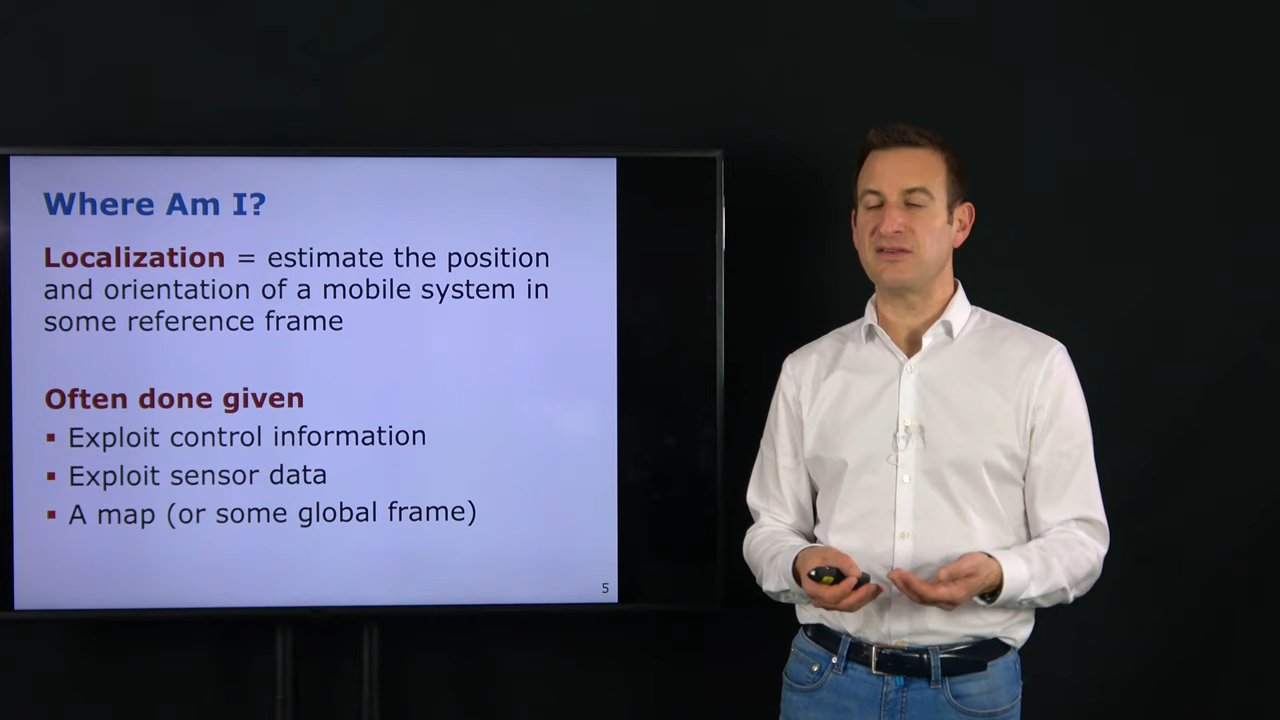 Where Am I?
Localization = estimate the position
and orientation of a mobile system in
some reference frame
Often done given
▪ Exploit control information
▪ Exploit sensor data
▪ A map (or some global frame)
5